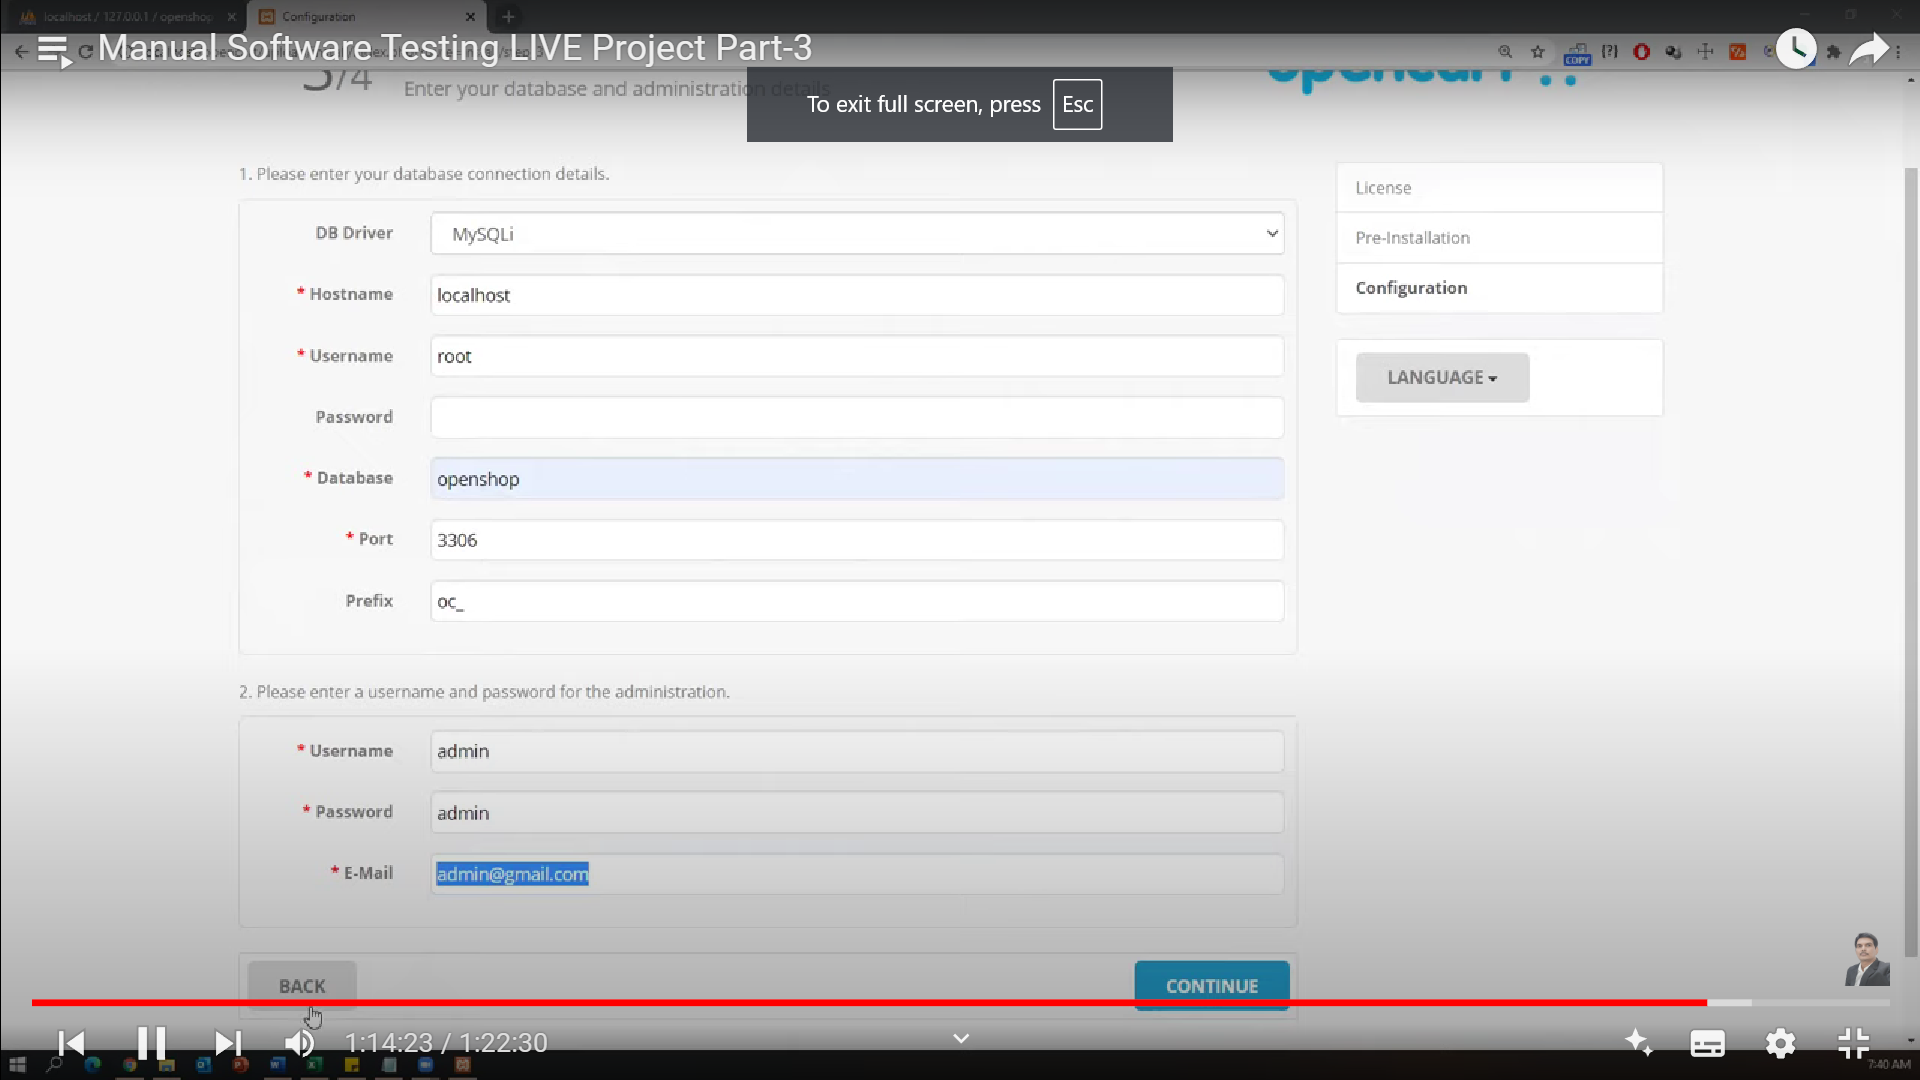 localhost / 127.0.0.1 / openshop
Configuration
Manual Software Testing LIVE Project Part-3
COPY
3/4
Enter your database and administration details
opencart
To exit full screen, press Esc
1. Please enter your database connection details.
DB Driver MySQLi
* Hostname localhost
* Username root
Password
* Database openshop
* Port 3306
Prefix oc_
License
Pre-Installation
Configuration
LANGUAGE
2. Please enter a username and password for the administration.
* Username admin
* Password admin
* E-Mail admin@gmail.com
BACK
CONTINUE
1:14:23 / 1:22:30
7:40 AM